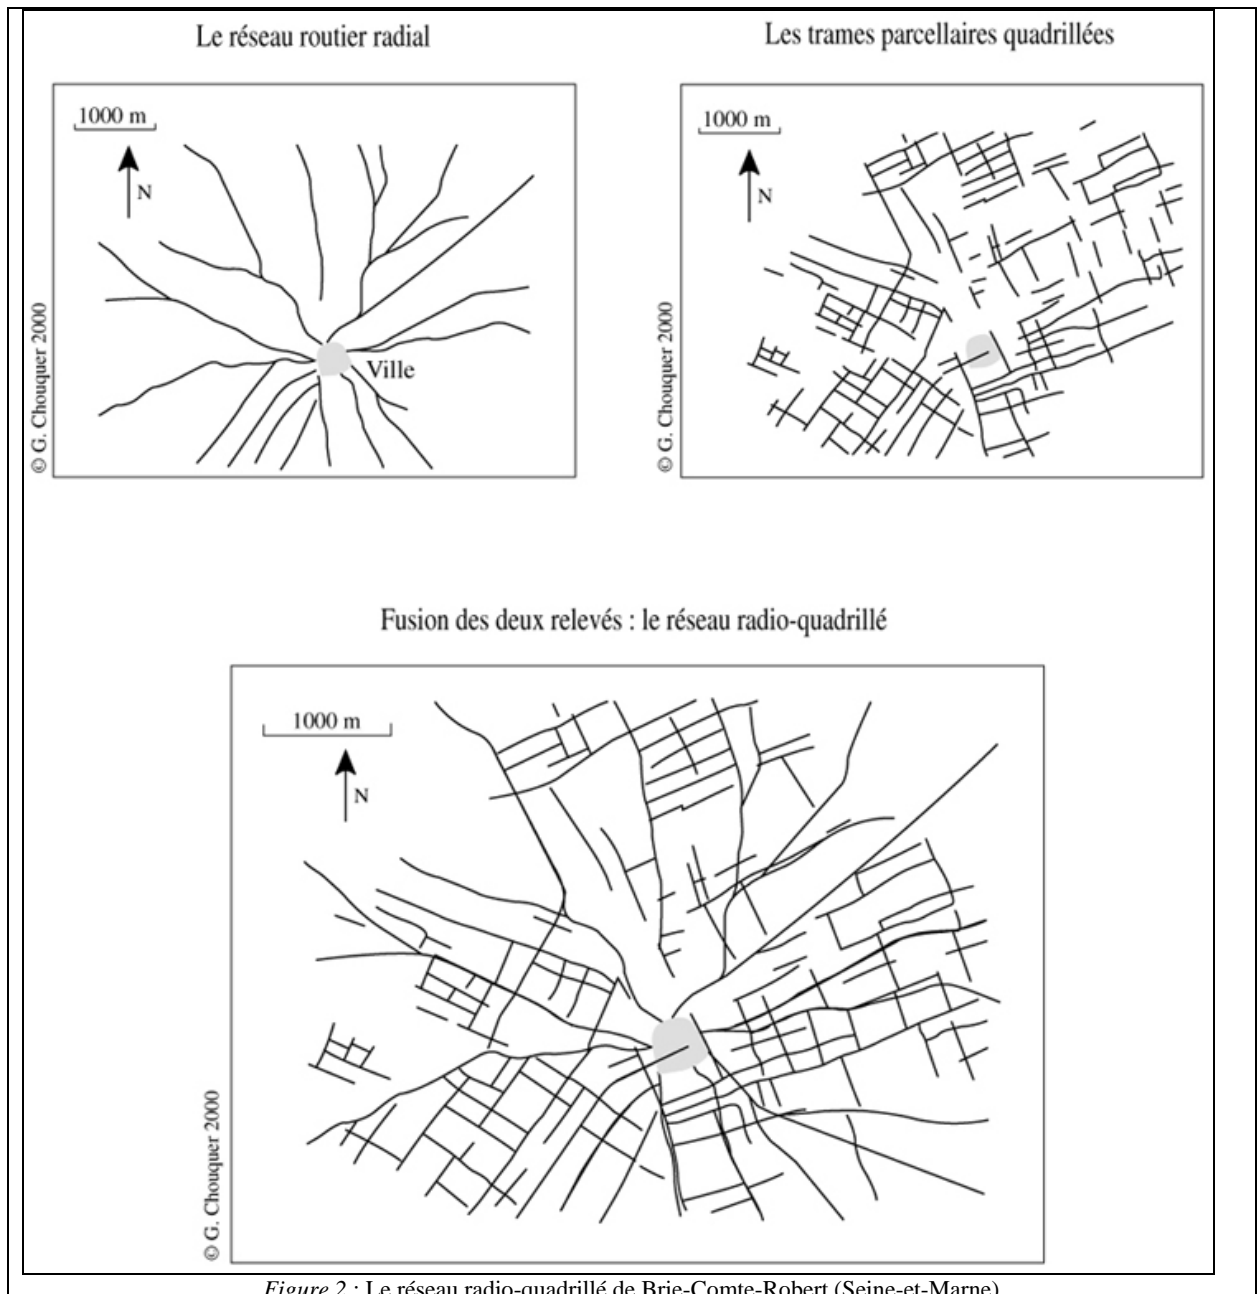 Le réseau routier radial
1000 m
N
Ville
© G. Chouquer 2000
Les trames parcellaires quadrillées
1000 m
N
© G. Chouquer 2000
Fusion des deux relevés : le réseau radio-quadrillé
1000 m
N
© G. Chouquer 2000
Figure 2 : Le réseau radio-quadrillé de Brie-Comte-Robert (Seine-et-Marne)